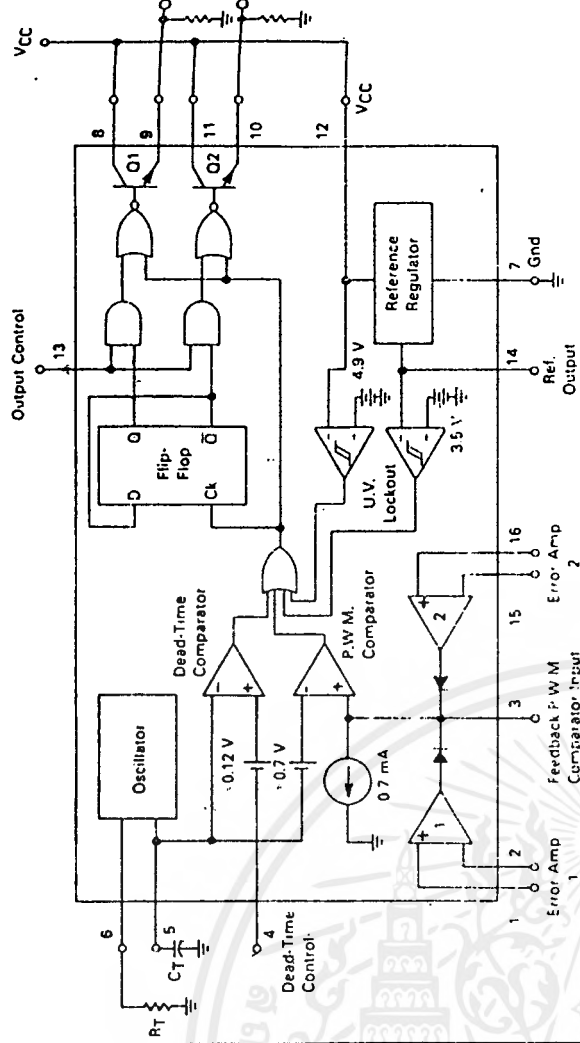 Output Control
13
VCC
8
Q1
9
11
Q2
10
VCC
12
6
RT
5
CT
4
Dead-Time
Control
Oscillator
Flip-
Flop
D
Q
Ck
Q
Dead-Time
Comparator
≈0.12 V
≈0.7 V
P.W.M.
Comparator
0.7 mA
4.9 V
U.V.
Lockout
3.5 V
Reference
Regulator
+
-
1
2
1
2
Error Amp
1
3
Feedback P.W.M
Comparator Input
15
16
Error Amp
2
14
Ref.
Output
7
Gnd